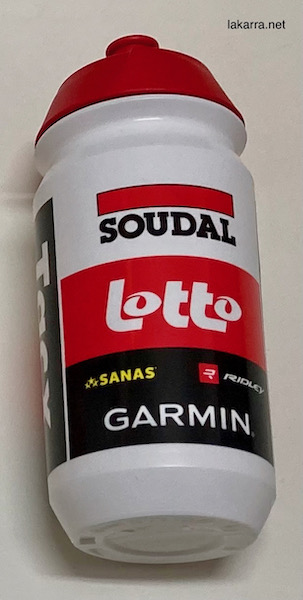 lakarra.net
SOUDAL
Lotto
SANAS
R RIDLEY
GARMIN